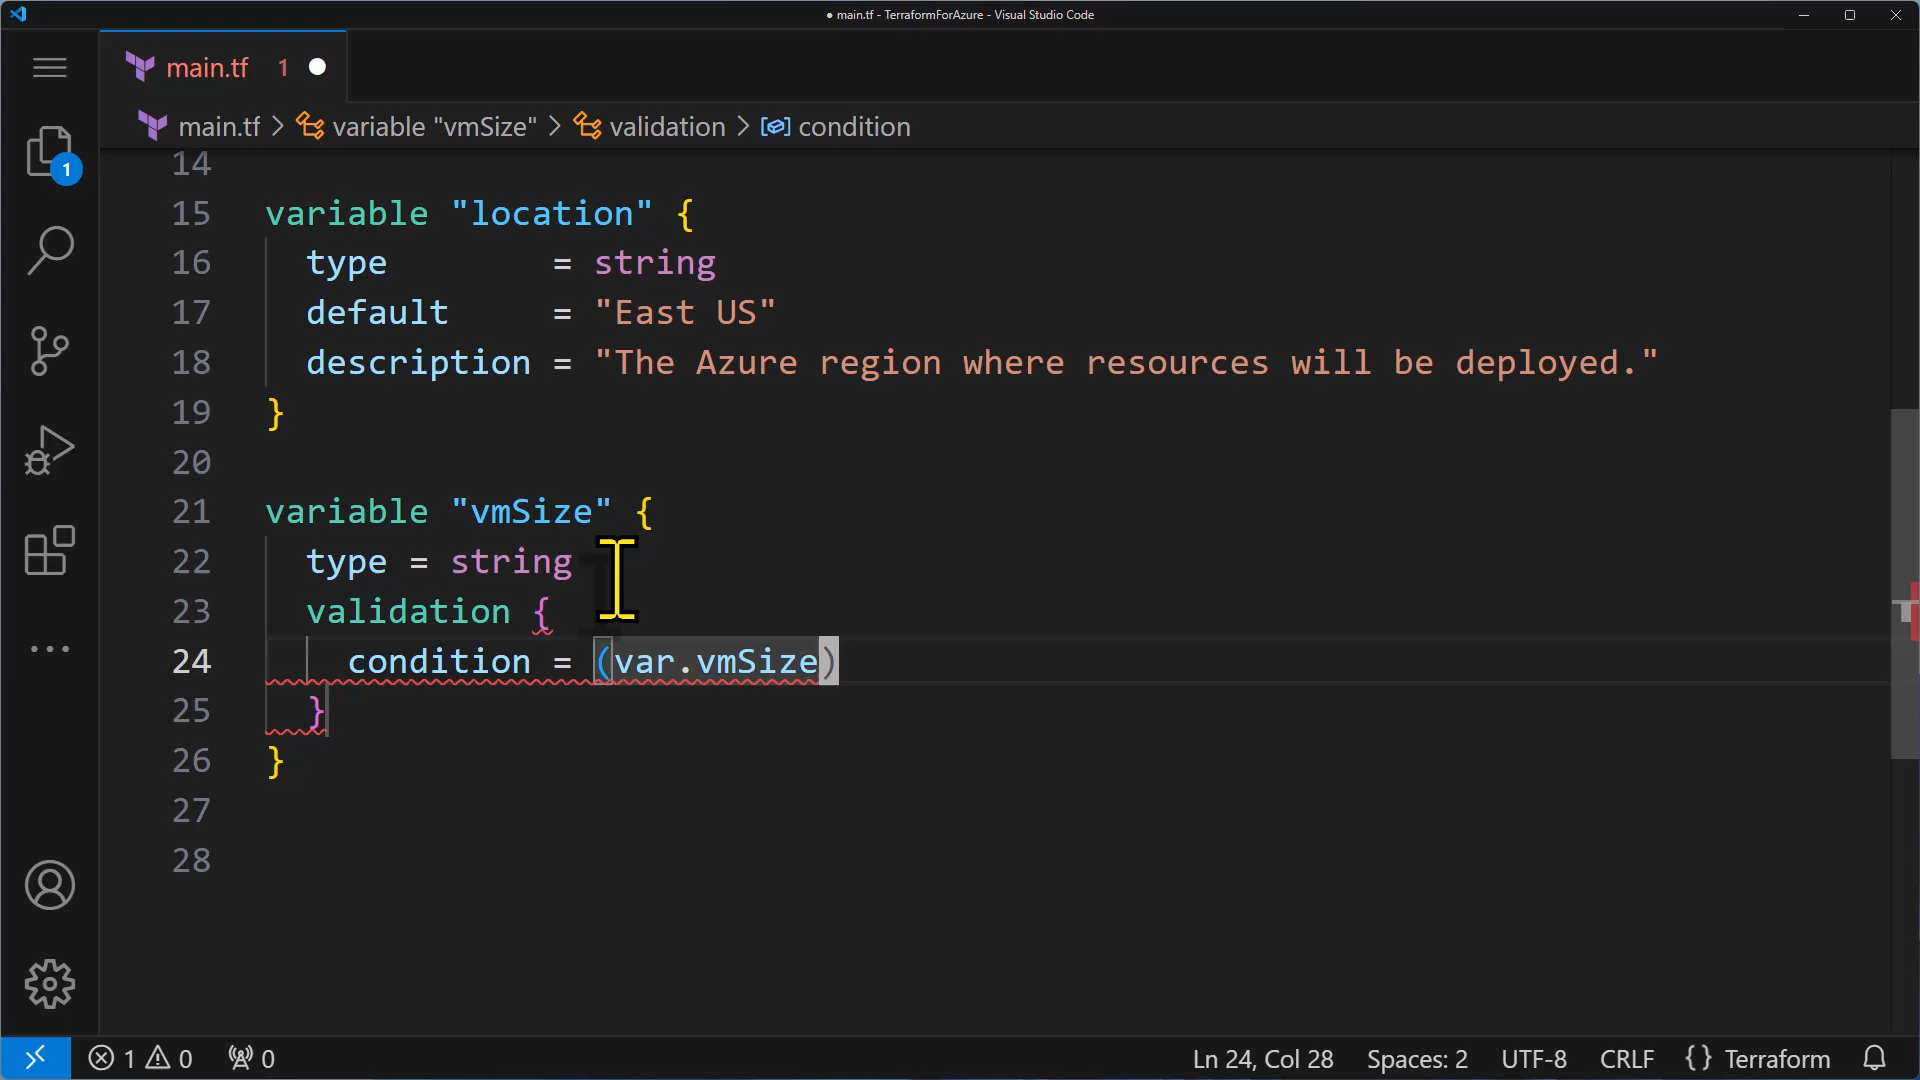 ● main.tf - TerraformForAzure - Visual Studio Code
main.tf 1 ●
main.tf > variable "vmSize" > validation > condition
1
14
15 variable "location" {
16 type = string
17 default = "East US"
18 description = "The Azure region where resources will be deployed."
19 }
20
21 variable "vmSize" {
22 type = string
23 validation {
24 condition = (var.vmSize)
25 }
26 }
27
28
1 0 0 Ln 24, Col 28 Spaces: 2 UTF-8 CRLF {} Terraform